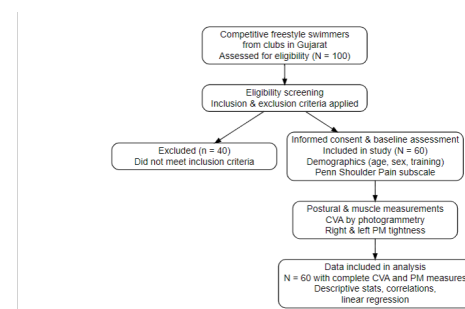 Competitive freestyle swimmers
from clubs in Gujarat
Assessed for eligibility (N = 100)
Eligibility screening
Inclusion & exclusion criteria applied
Excluded (n = 40)
Did not meet inclusion criteria
Informed consent & baseline assessment
Included in study (N = 60)
Demographics (age, sex, training)
Penn Shoulder Pain subscale
Postural & muscle measurements
CVA by photogrammetry
Right & left PM tightness
Data included in analysis
N = 60 with complete CVA and PM measures
Descriptive stats, correlations,
linear regression